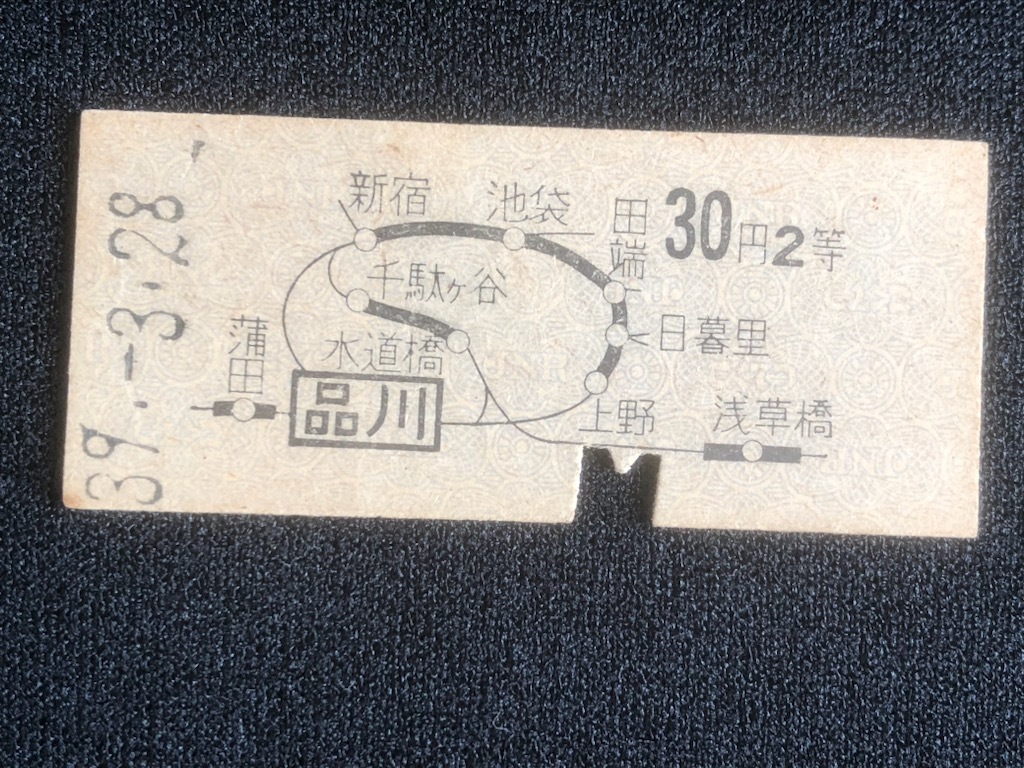 39.-3.28
新宿
池袋
田端
30円2等
千駄ヶ谷
日暮里
水道橋
蒲田
品川
上野
浅草橋
JNR